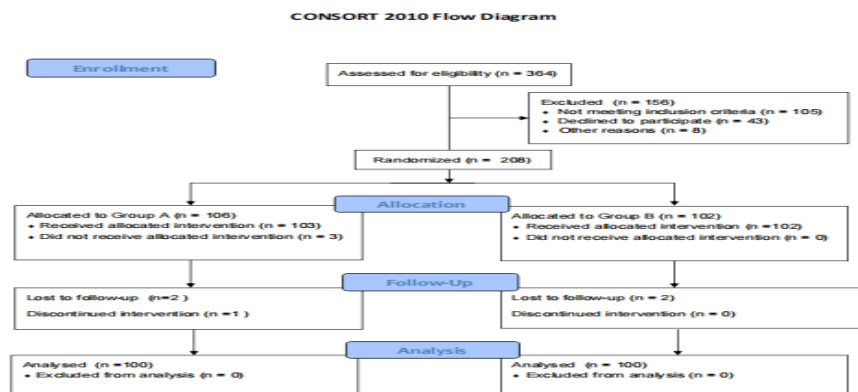 CONSORT 2010 Flow Diagram
Enrollment
Assessed for eligibility (n = 364)
Excluded (n = 156)
• Not meeting inclusion criteria (n = 105)
• Declined to participate (n = 43)
• Other reasons (n = 8)
Randomized (n = 208)
Allocation
Allocated to Group A (n = 106)
• Received allocated intervention (n = 103)
• Did not receive allocated intervention (n = 3)
Allocated to Group B (n = 102)
• Received allocated intervention (n =102)
• Did not receive allocated intervention (n = 0)
Follow-Up
Lost to follow-up (n=2 )
Discontinued intervention (n =1 )
Lost to follow-up (n = 2)
Discontinued intervention (n = 0)
Analysis
Analysed (n =100)
• Excluded from analysis (n = 0)
Analysed (n = 100)
• Excluded from analysis (n = 0)